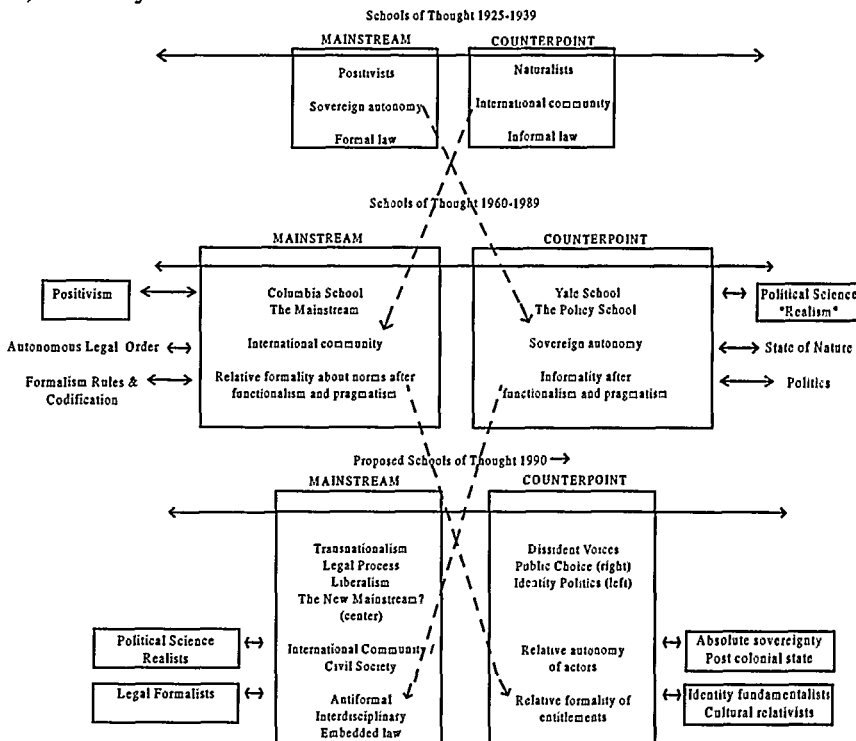 Schools of Thought 1925-1939
MAINSTREAM
COUNTERPOINT
Positivists
Naturalists
Sovereign autonomy
International community
Formal law
Informal law
Schools of Thought 1960-1989
MAINSTREAM
COUNTERPOINT
Positivism
Columbia School
The Mainstream
Yale School
The Policy School
Political Science
"Realism"
Autonomous Legal Order
International community
Sovereign autonomy
State of Nature
Formalism Rules &
Codification
Relative formality about norms after
functionalism and pragmatism
Informality after
functionalism and pragmatism
Politics
Proposed Schools of Thought 1990
MAINSTREAM
COUNTERPOINT
Transnationalism
Legal Process
Liberalism
The New Mainstream?
(center)
Dissident Voices
Public Choice (right)
Identity Politics (left)
Political Science
Realists
International Community
Civil Society
Relative autonomy
of actors
Absolute sovereignty
Post colonial state
Legal Formalists
Antiformal
Interdisciplinary
Embedded law
Relative formality of
entitlements
Identity fundamentalists
Cultural relativists